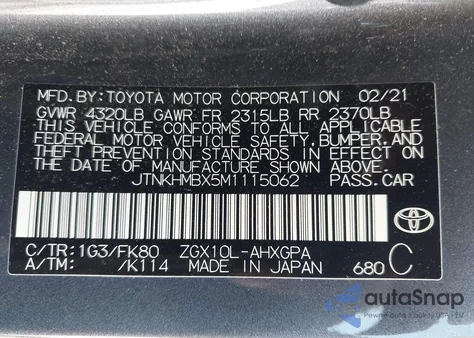 MFD.BY:TOYOTA MOTOR CORPORATION 02/21
GVWR 4320LB GAWR FR 2315LB RR 2370LB
THIS VEHICLE CONFORMS TO ALL APPLICABLE
FEDERAL MOTOR VEHICLE SAFETY,BUMPER,AND
THEFT PREVENTION STANDARDS IN EFFECT ON
THE DATE OF MANUFACTURE SHOWN ABOVE.
JTNKHMBX5M1115062 PASS.CAR
C/TR:1G3/FK80 ZGX10L-AHXGPA
A/TM: /K114 MADE IN JAPAN 680 C
autoSnap